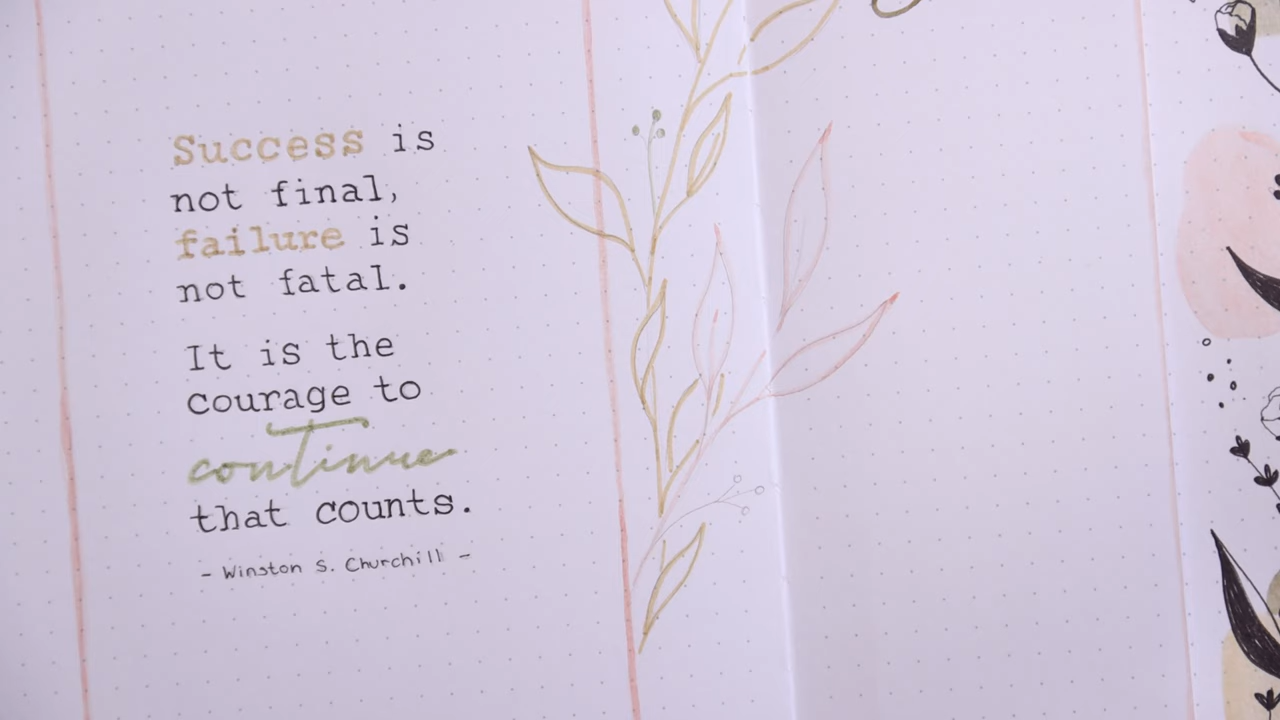 Success is
not final,
failure is
not fatal.
It is the
courage to
continue
that counts.
- Winston S. Churchill -